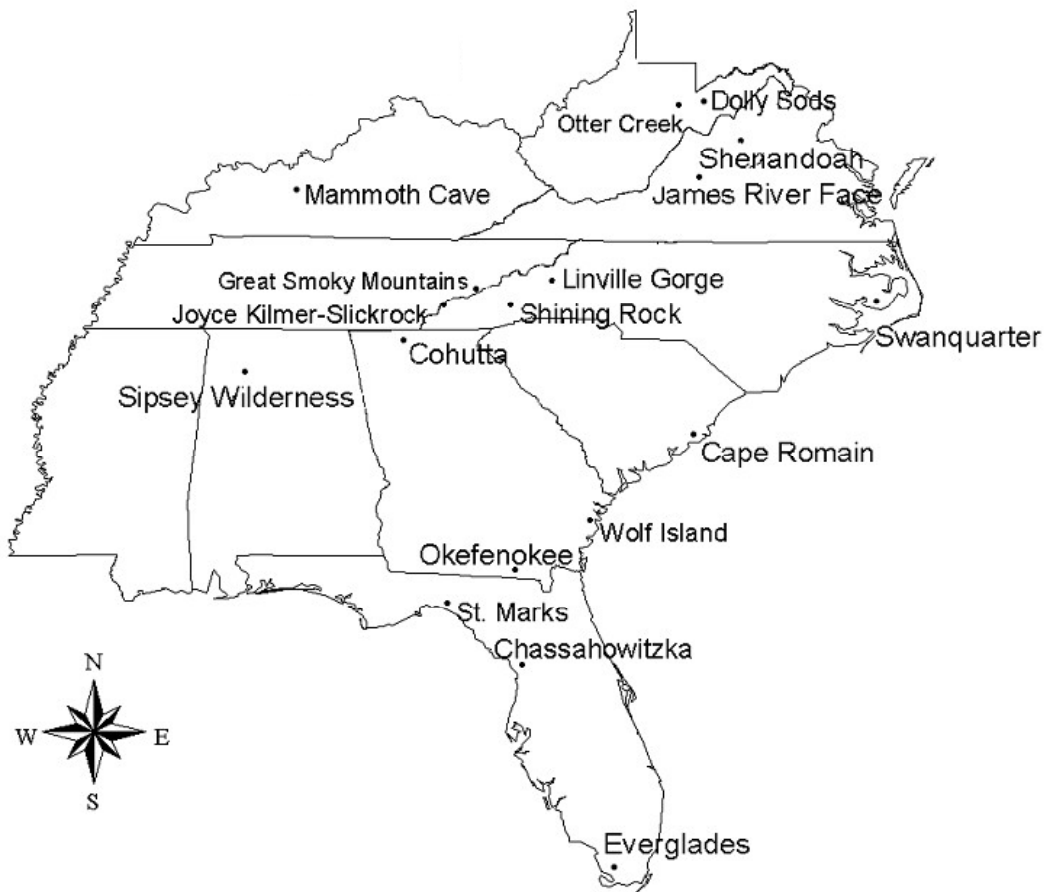 Dolly Sods
Otter Creek
Shenandoah
James River Face
Mammoth Cave
Great Smoky Mountains
Linville Gorge
Joyce Kilmer-Slickrock
Shining Rock
Swanquarter
Cohutta
Sipsey Wilderness
Cape Romain
Wolf Island
Okefenokee
St. Marks
Chassahowitzka
N
W
E
S
Everglades